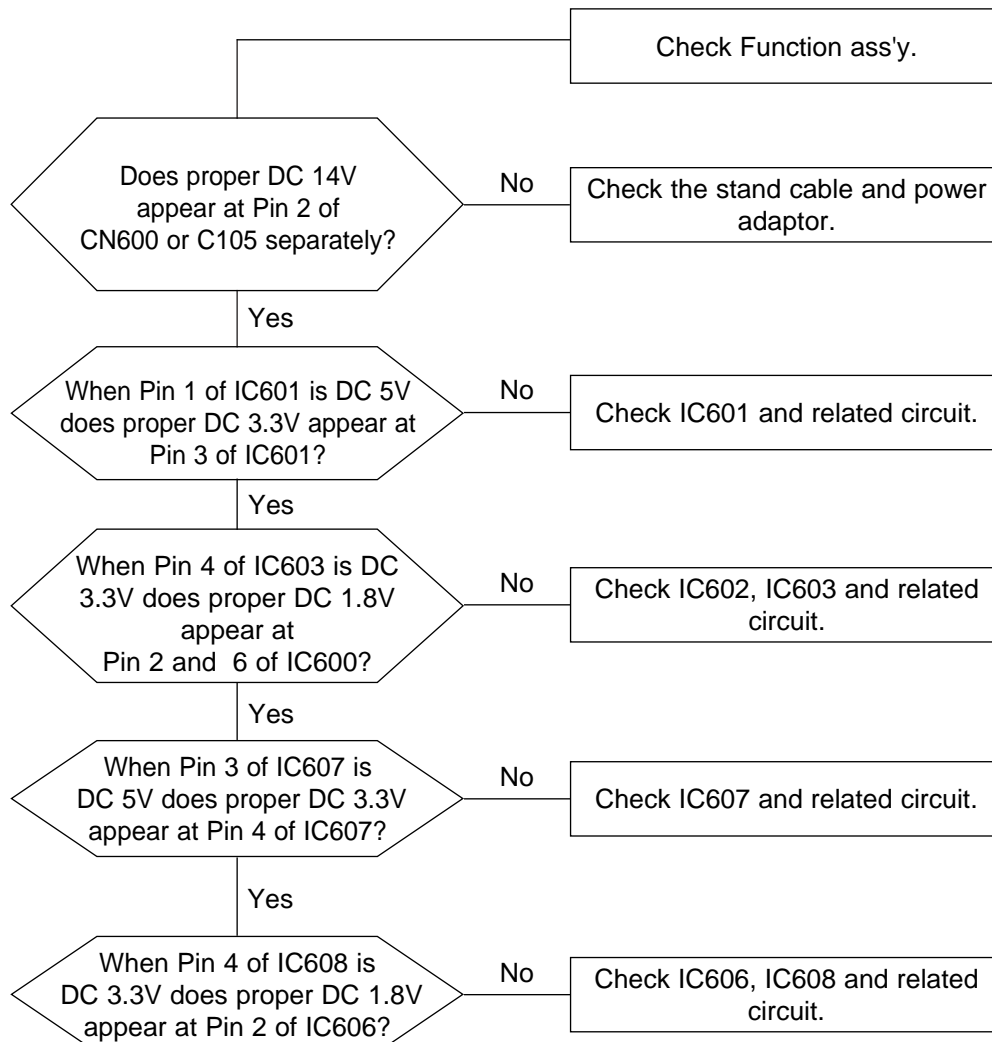 Check Function ass'y.
Does proper DC 14V
appear at Pin 2 of
CN600 or C105 separately?
No
Check the stand cable and power
adaptor.
Yes
When Pin 1 of IC601 is DC 5V
does proper DC 3.3V appear at
Pin 3 of IC601?
No
Check IC601 and related circuit.
Yes
When Pin 4 of IC603 is DC
3.3V does proper DC 1.8V
appear at
Pin 2 and  6 of IC600?
No
Check IC602, IC603 and related
circuit.
Yes
When Pin 3 of IC607 is
DC 5V does proper DC 3.3V
appear at Pin 4 of IC607?
No
Check IC607 and related circuit.
Yes
When Pin 4 of IC608 is
DC 3.3V does proper DC 1.8V
appear at Pin 2 of IC606?
No
Check IC606, IC608 and related
circuit.